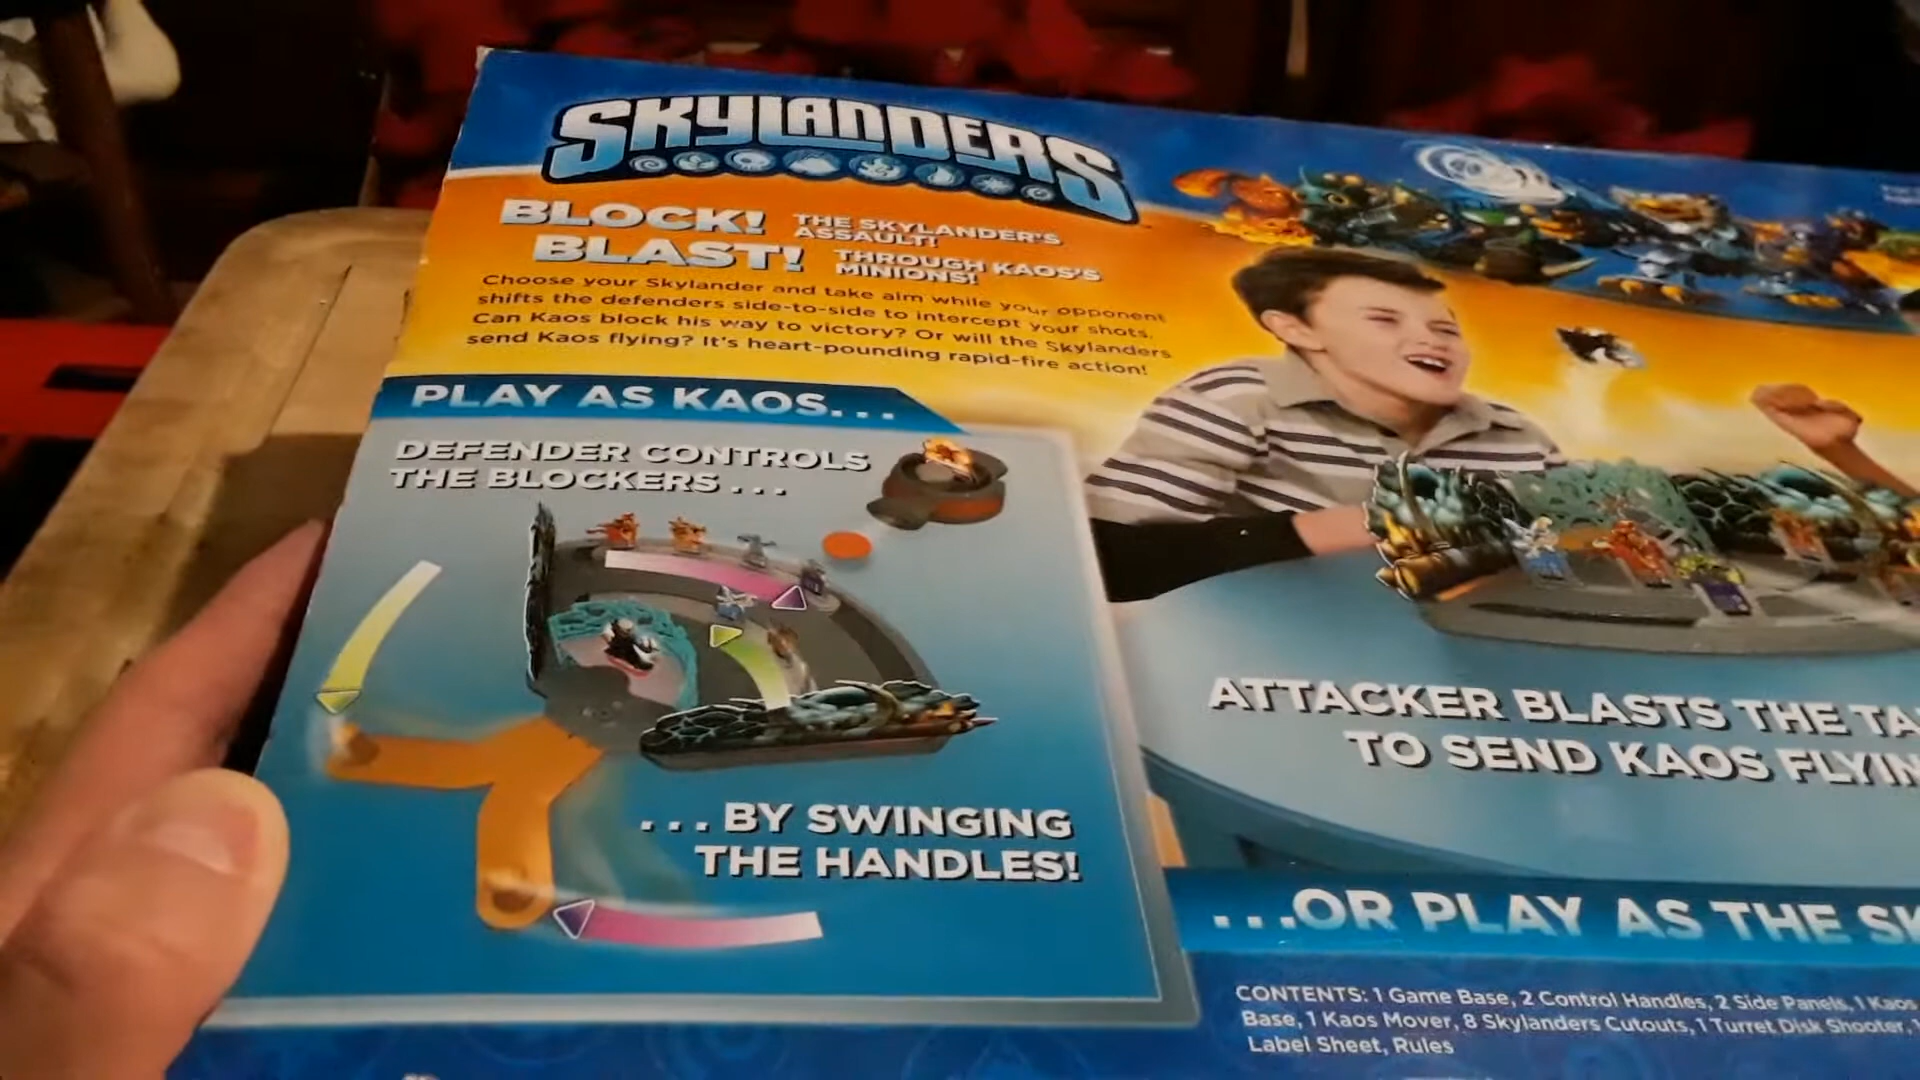 SKYLANDERS
BLOCK! THE SKYLANDER'S
ASSAULT!
BLAST! THROUGH KAOS'S
MINIONS!
Choose your Skylander and take aim while your opponent
shifts the defenders side-to-side to intercept your shots.
Can Kaos block his way to victory? Or will the Skylanders
send Kaos flying? It's heart-pounding rapid-fire action!
PLAY AS KAOS...
DEFENDER CONTROLS
THE BLOCKERS...
...BY SWINGING
THE HANDLES!
ATTACKER BLASTS THE TA
TO SEND KAOS FLYIN
...OR PLAY AS THE SK
CONTENTS: 1 Game Base, 2 Control Handles, 2 Side Panels, 1 Kaos
Base, 1 Kaos Mover, 8 Skylanders Cutouts, 1 Turret Disk Shooter, 1
Label Sheet, Rules